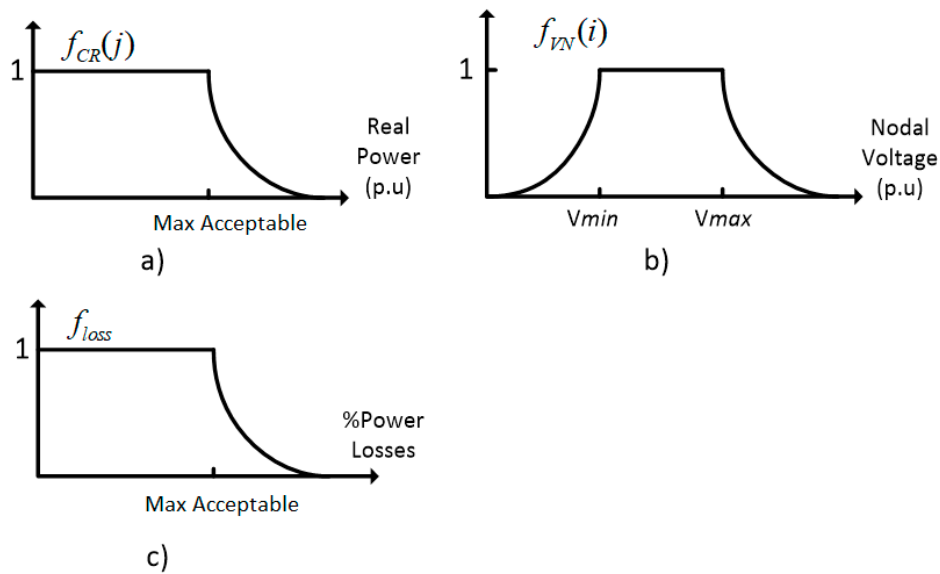 f_CR(j)
1
Real
Power
(p.u)
Max Acceptable
a)
f_VN(i)
1
Nodal
Voltage
(p.u)
Vmin
Vmax
b)
f_loss
1
%Power
Losses
Max Acceptable
c)